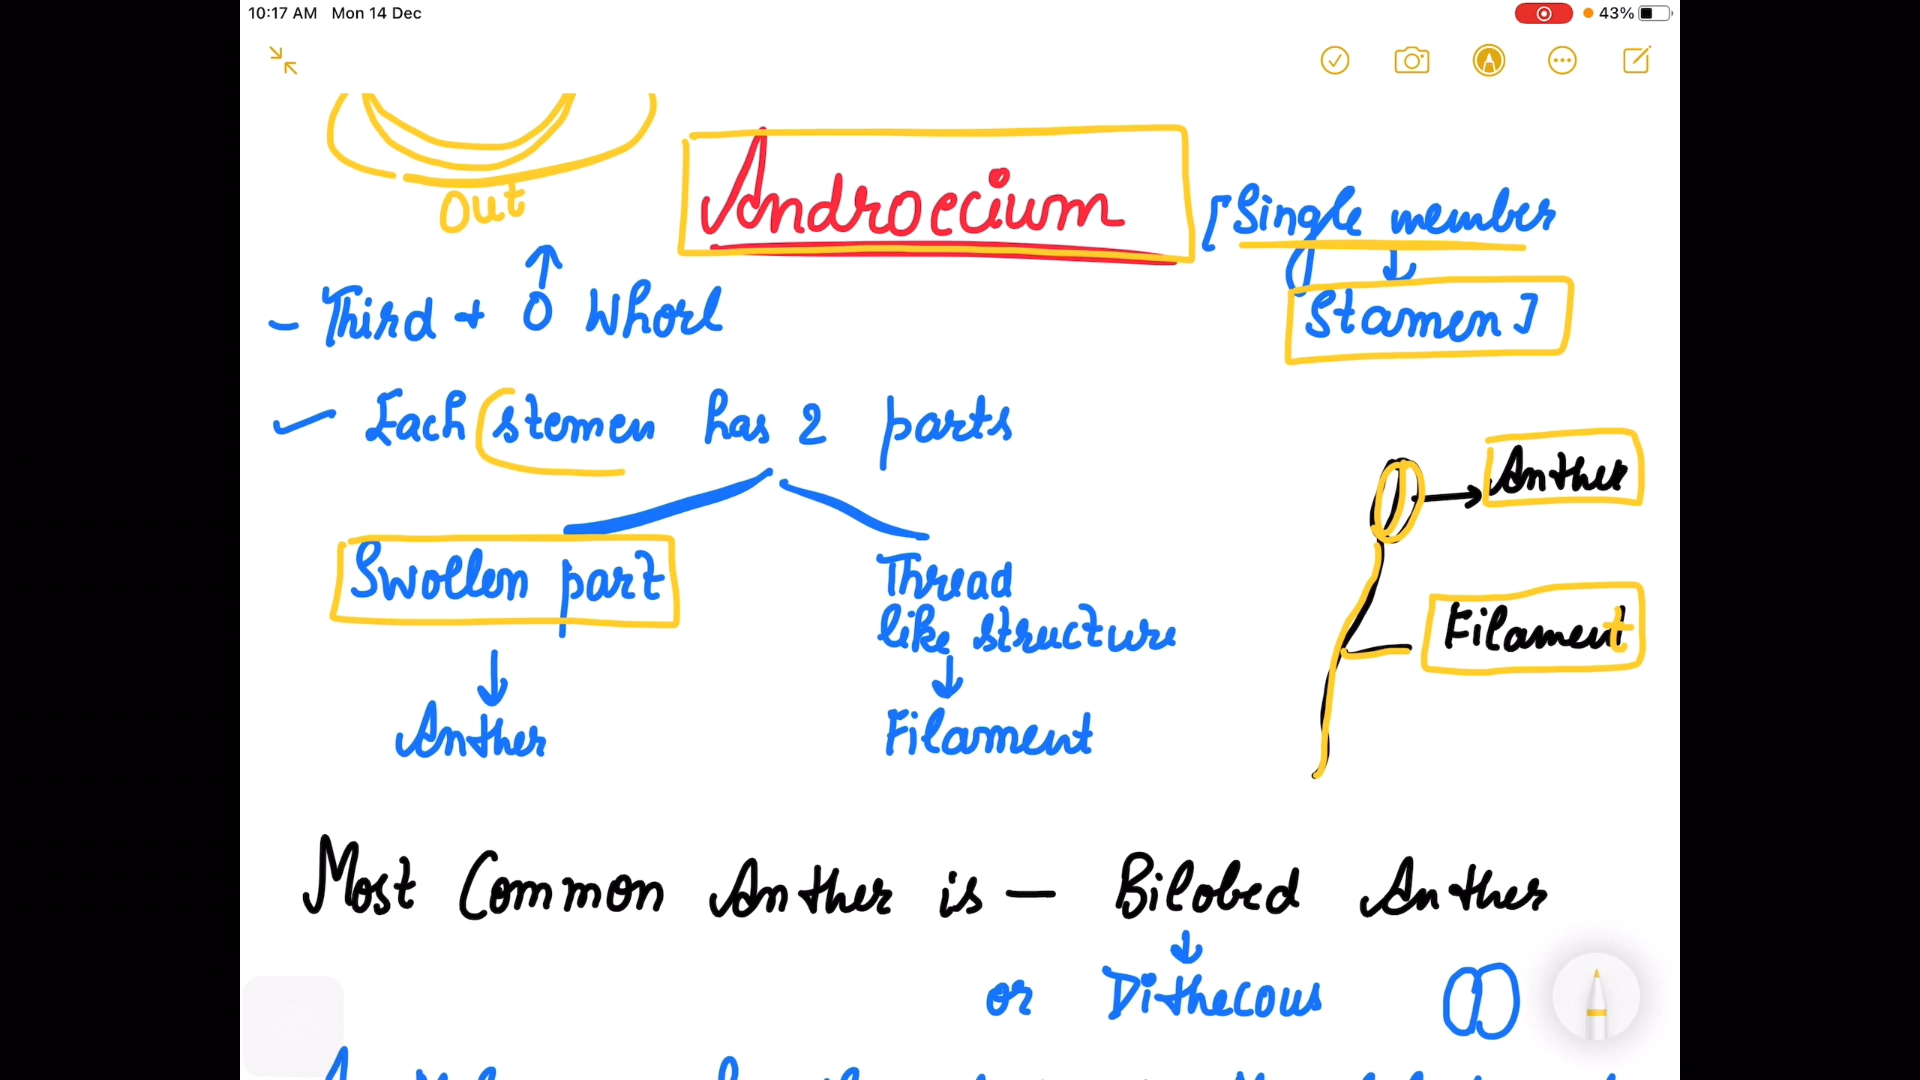 10:17 AM Mon 14 Dec 43%
out
Androecium [Single member
Stamen]
- Third + O Whorl
Each stemen has 2 parts
Anther
Swollen part Thread
like structure
Filament
Anther Filament
Most Common Anther is - Bilobed Anther
or Dithecous